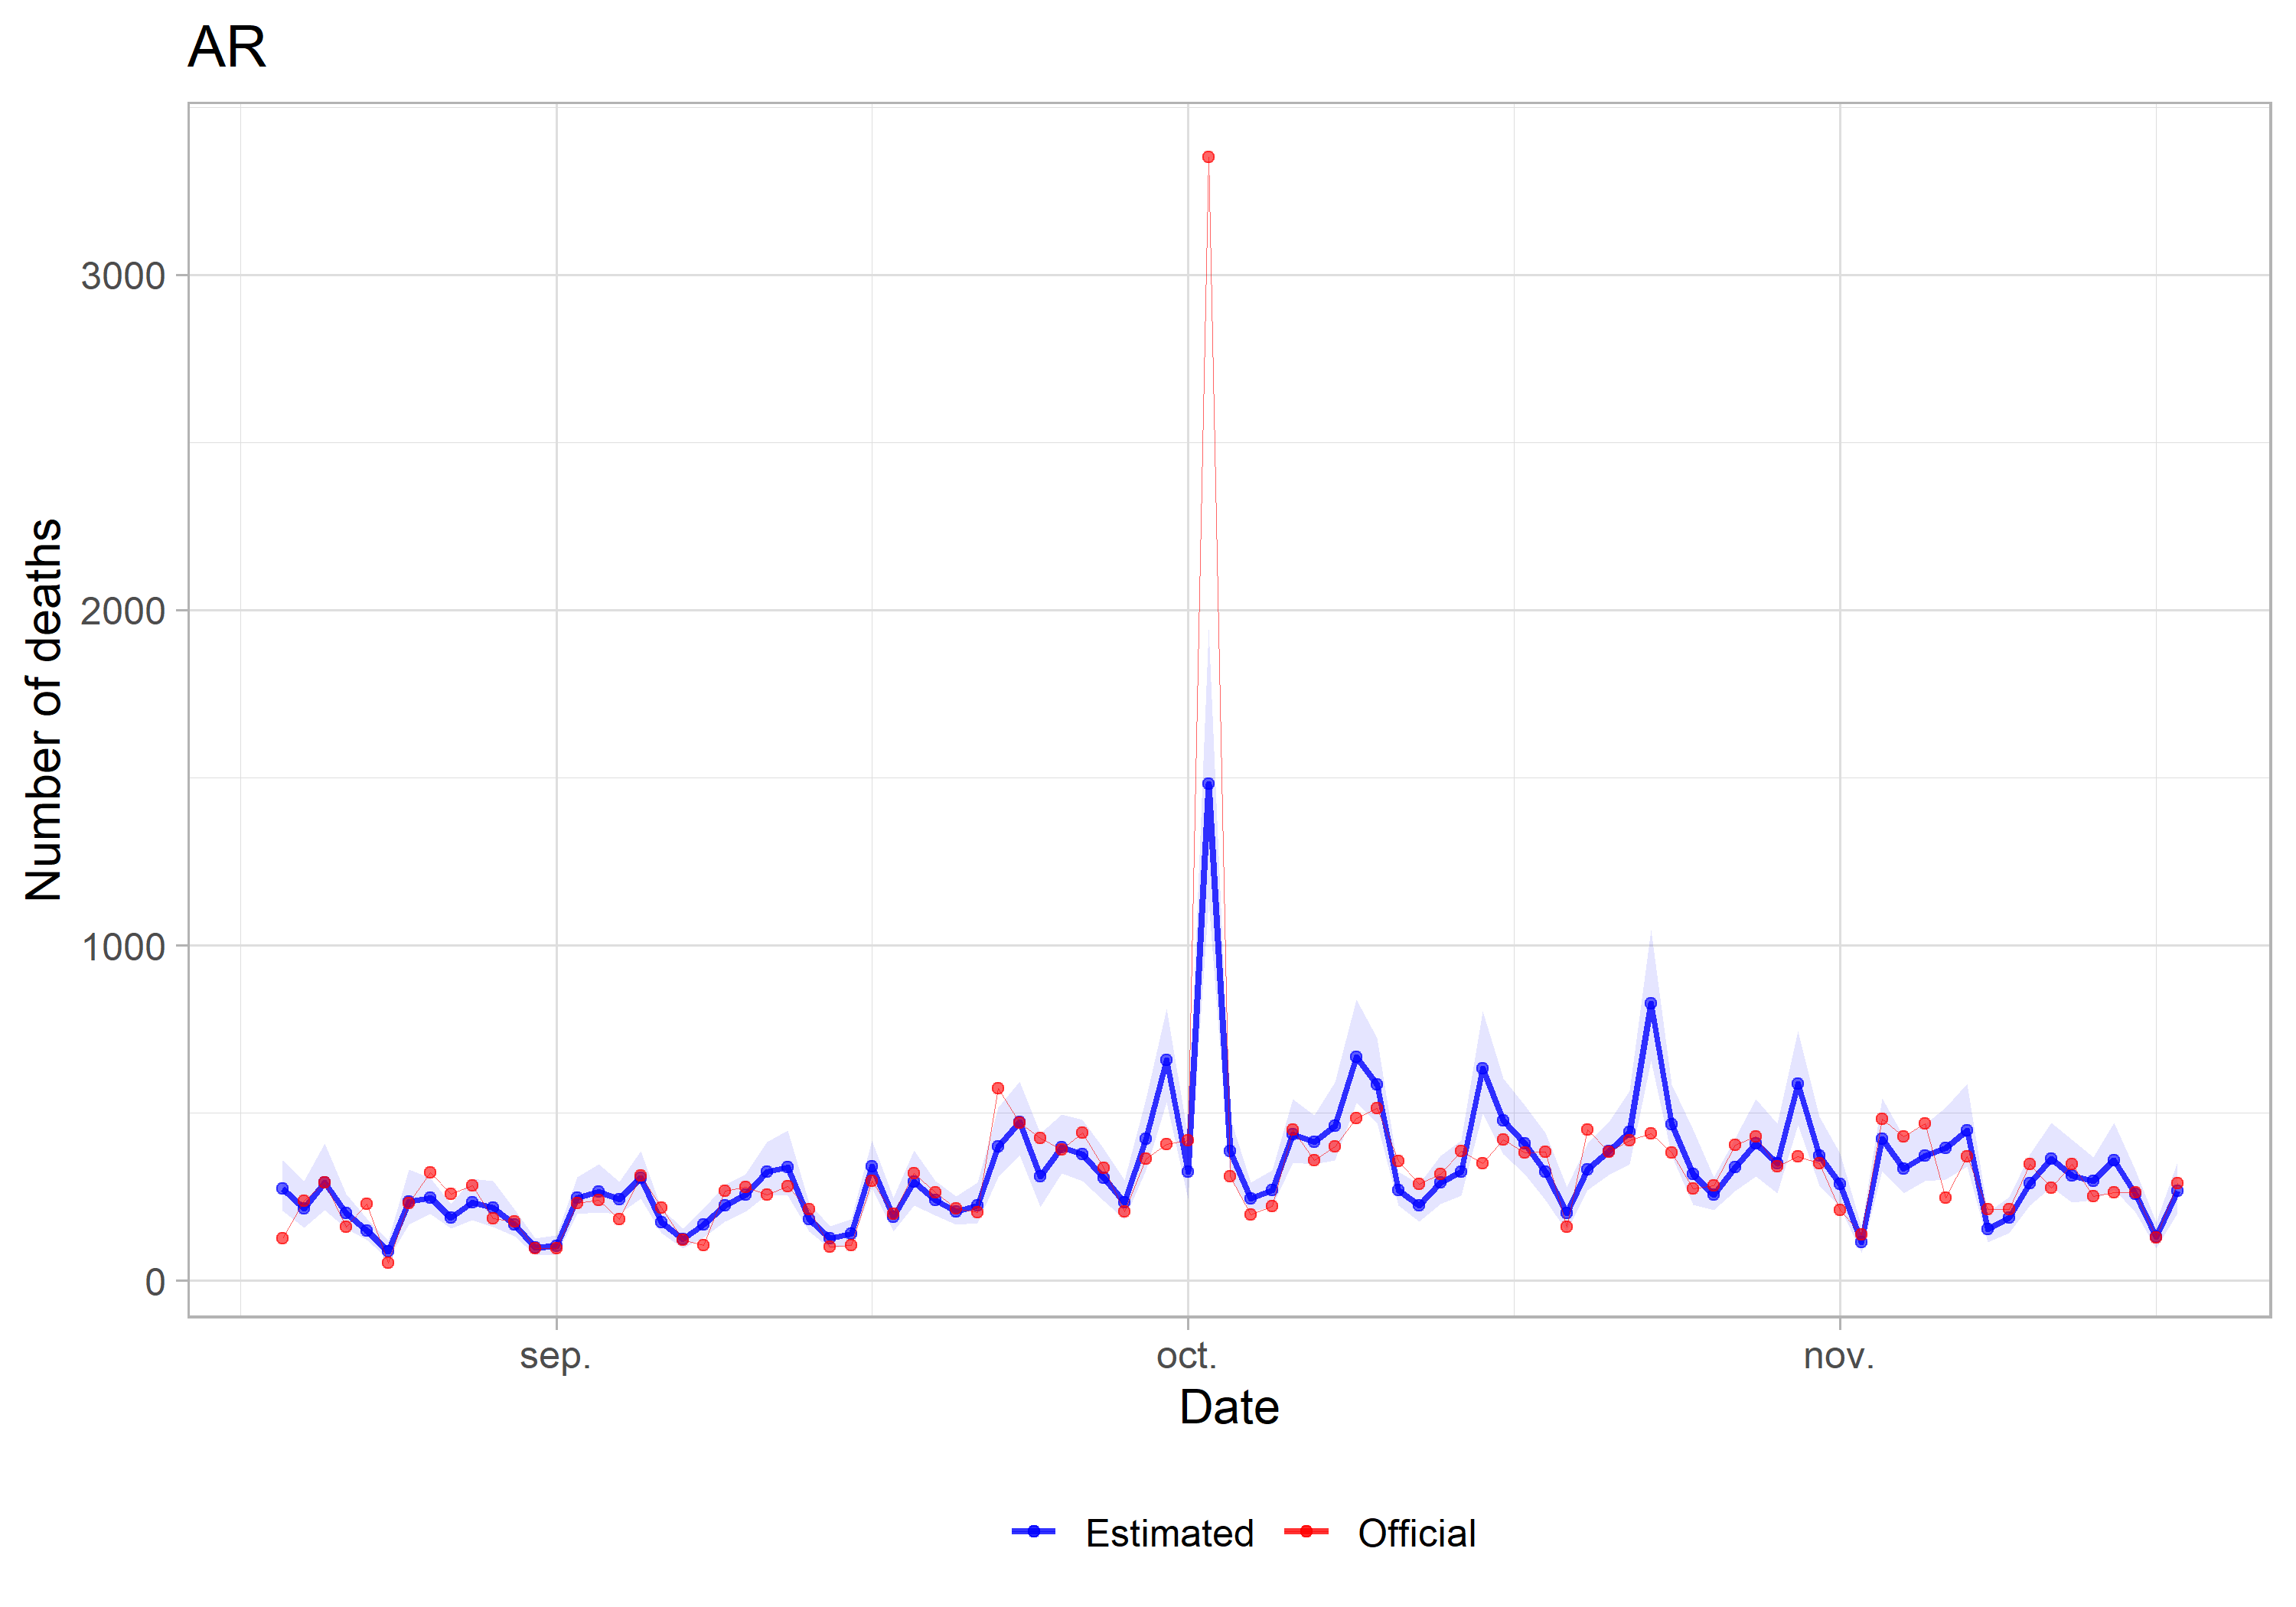 AR
Number of deaths
3000
2000
1000
0
sep.
oct.
nov.
Date
Estimated
Official